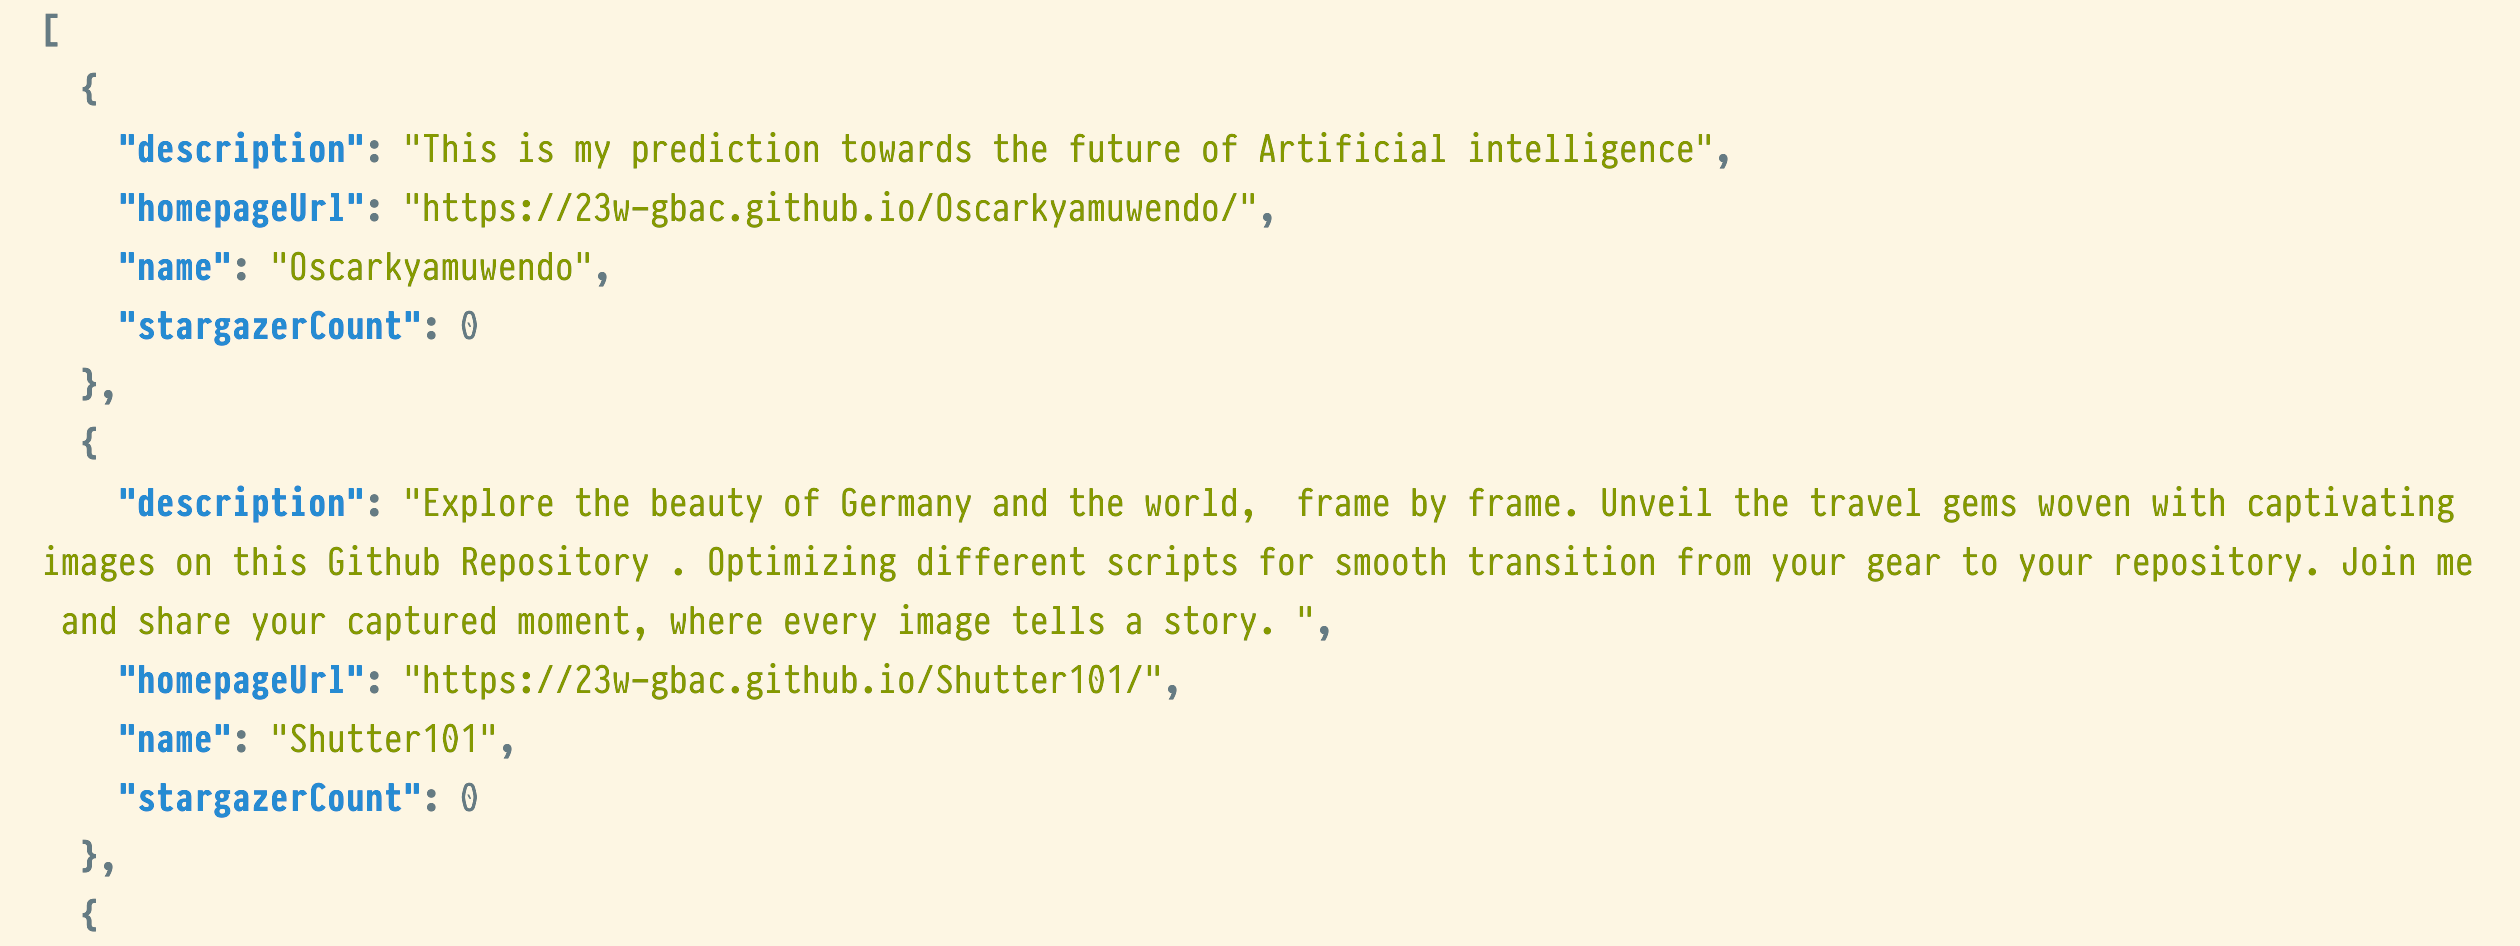 [
  {
    "description": "This is my prediction towards the future of Artificial intelligence",
    "homepageUrl": "https://23w-gbac.github.io/Oscarkyamuwendo/",
    "name": "Oscarkyamuwendo",
    "stargazerCount": 0
  },
  {
    "description": "Explore the beauty of Germany and the world,  frame by frame. Unveil the travel gems woven with captivating
images on this Github Repository . Optimizing different scripts for smooth transition from your gear to your repository. Join me
 and share your captured moment, where every image tells a story. ",
    "homepageUrl": "https://23w-gbac.github.io/Shutter101/",
    "name": "Shutter101",
    "stargazerCount": 0
  },
  {